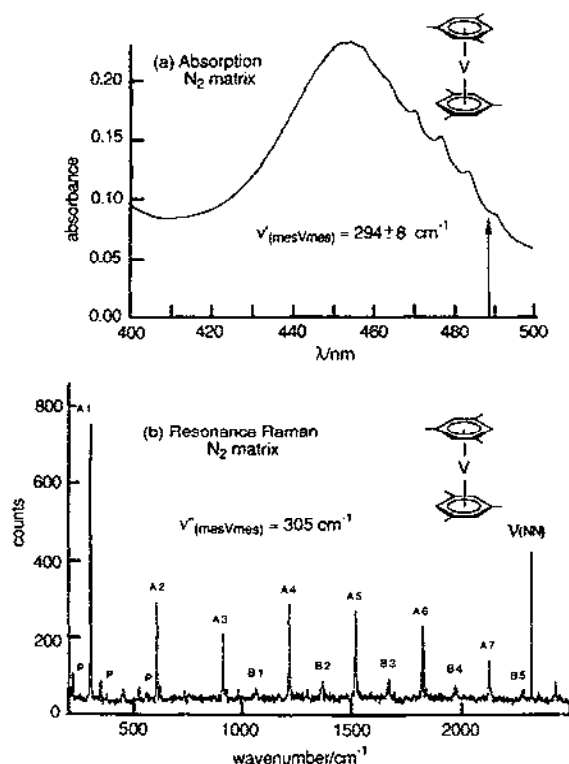 (a) Absorption
N₂ matrix
V
absorbance
0.20
0.15
0.10
0.05
0.00
ν'(mesVmes) = 294±8 cm⁻¹
400 420 440 460 480 500
λ/nm
(b) Resonance Raman
N₂ matrix
V
ν"(mesVmes) = 305 cm⁻¹
counts
800
600
400
200
0
A1
A2
A3
A4
A5
A6
A7
V(NN)
P P P
B1 B2 B3 B4 B5
500 1000 1500 2000
wavenumber/cm⁻¹